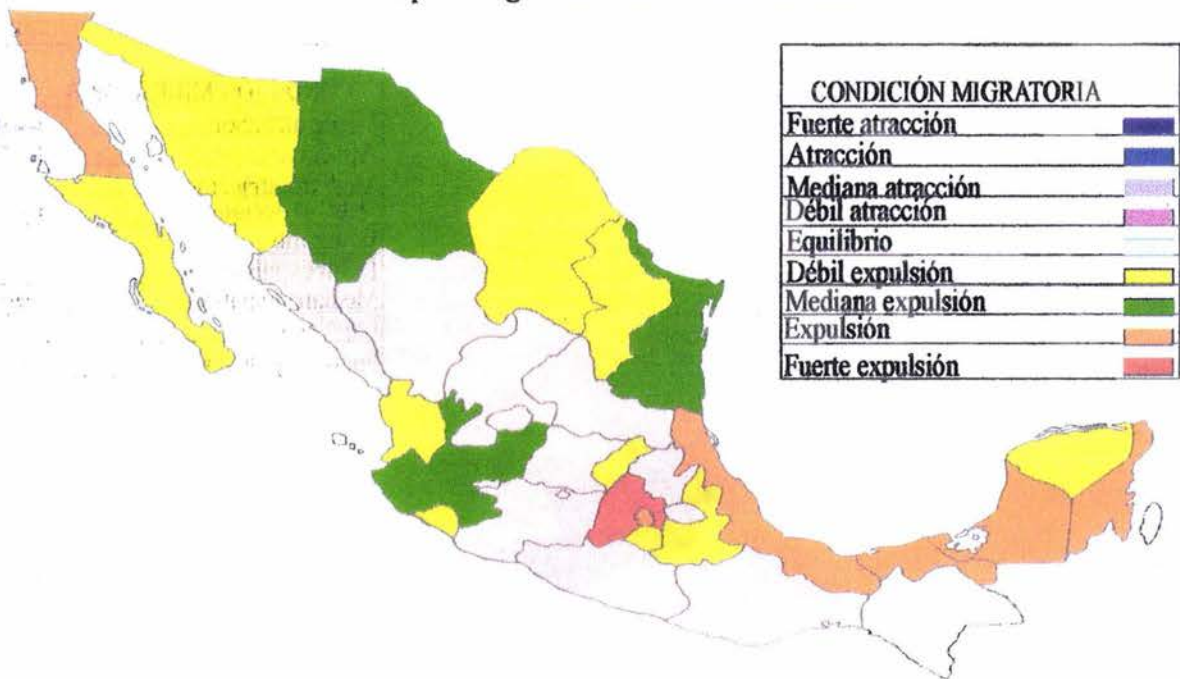 CONDICIÓN MIGRATORIA
Fuerte atracción
Atracción
Mediana atracción
Débil atracción
Equilibrio
Débil expulsión
Mediana expulsión
Expulsión
Fuerte expulsión